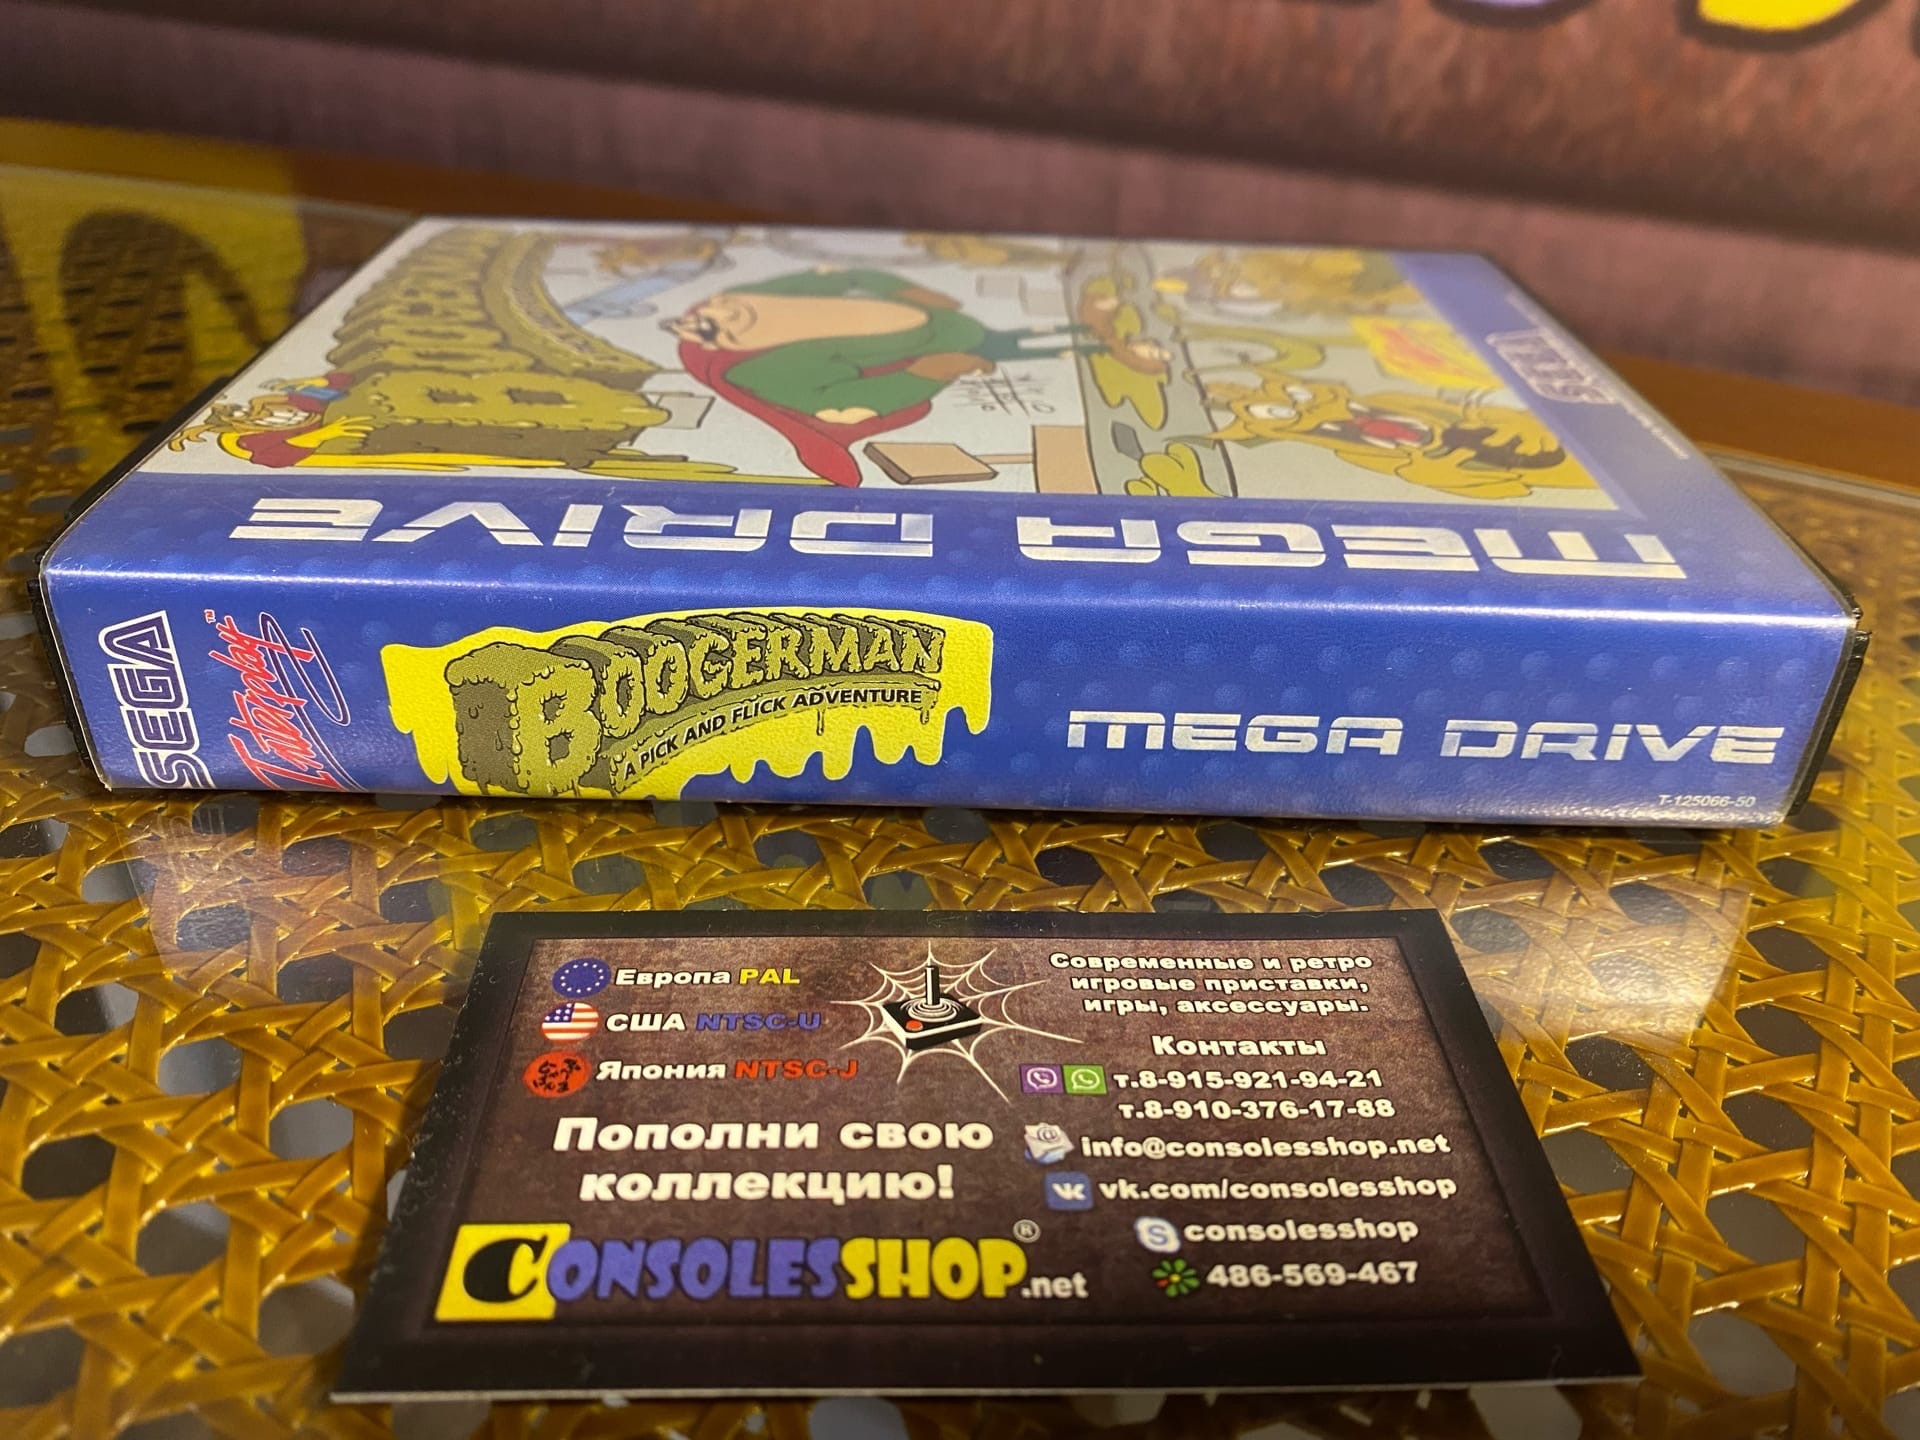 BOOGERMAN
MEGA DRIVE
SEGA
Interplay™
BOOGERMAN
A PICK AND FLICK ADVENTURE
MEGA DRIVE
T-125066-50
Европа PAL
США NTSC-U
Япония NTSC-J
Пополни свою
коллекцию!
CONSOLESSHOP®.net
Современные и ретро
игровые приставки,
игры, аксессуары.
Контакты
т.8-915-921-94-21
т.8-910-376-17-88
info@consolesshop.net
vk.com/consolesshop
consolesshop
486-569-467